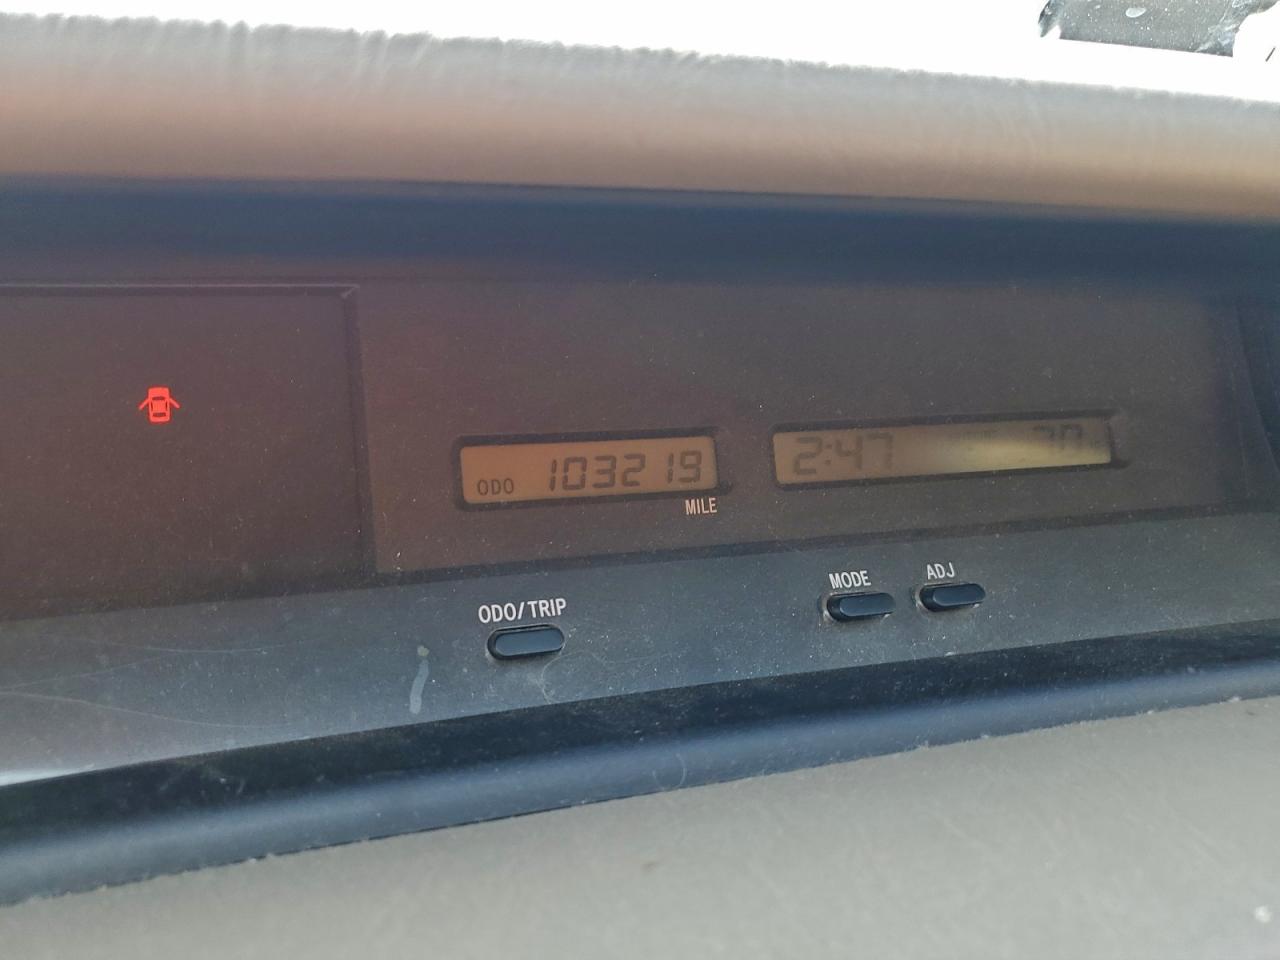 ODO 103219
MILE
2:47
ODO/TRIP
MODE
ADJ